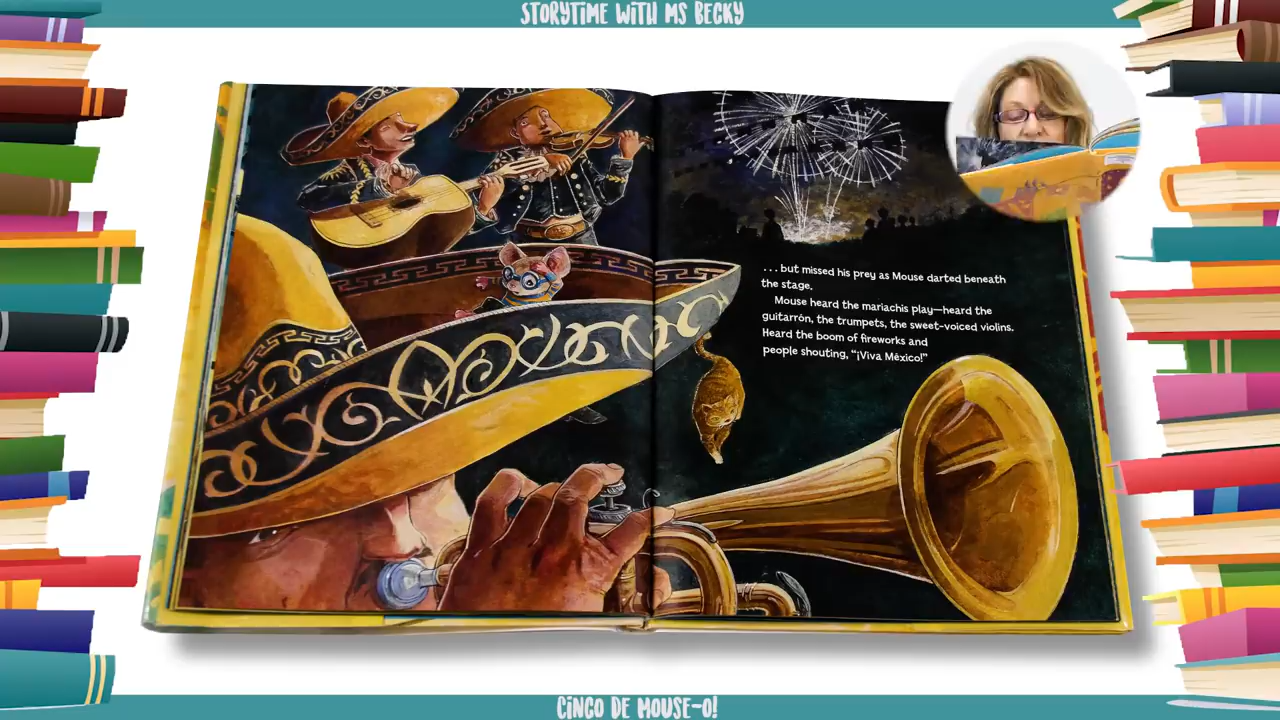 STORYTIME WITH MS BECKY
. . . but missed his prey as Mouse darted beneath
the stage.
Mouse heard the mariachis play—heard the
guitarrón, the trumpets, the sweet-voiced violins.
Heard the boom of fireworks and
people shouting, “¡Viva México!”
CINCO DE MOUSE-O!